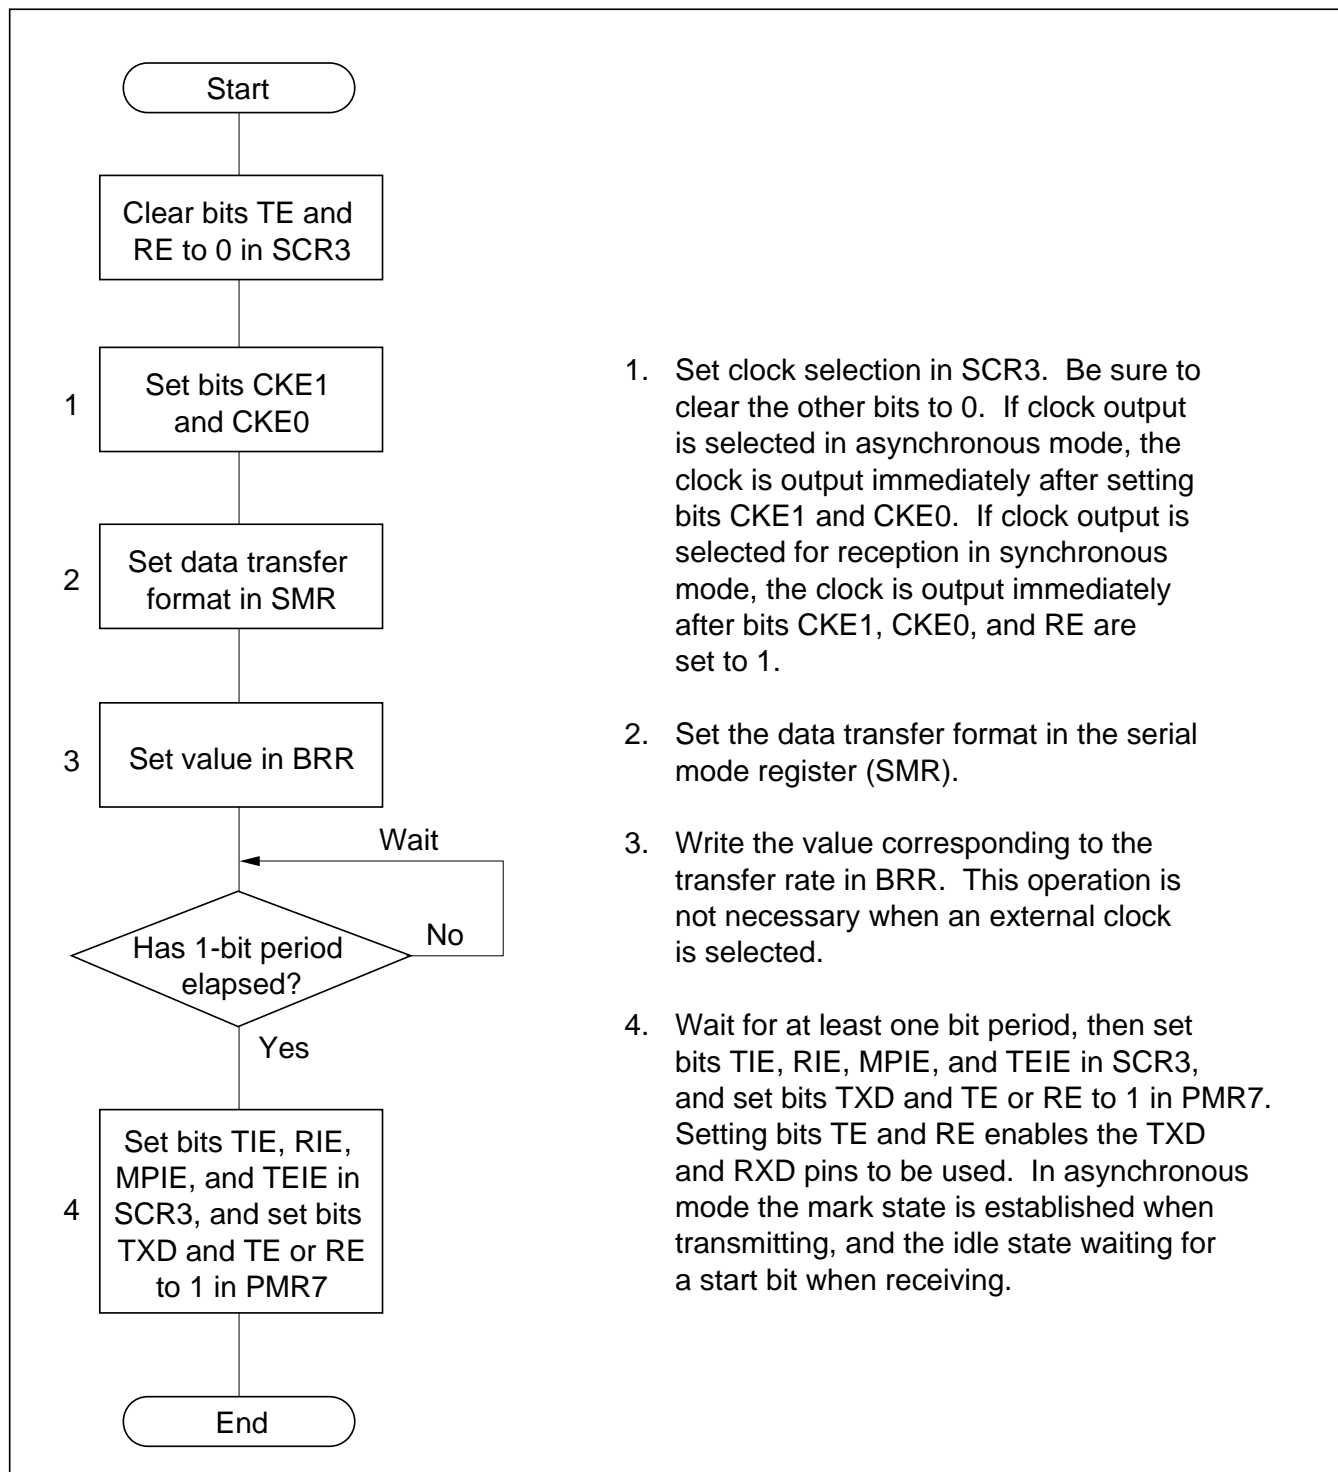 Start
Clear bits TE and
RE to 0 in SCR3
1
Set bits CKE1
and CKE0
2
Set data transfer
format in SMR
3
Set value in BRR
Wait
Has 1-bit period
elapsed?
No
Yes
4
Set bits TIE, RIE,
MPIE, and TEIE in
SCR3, and set bits
TXD and TE or RE
to 1 in PMR7
End
1. Set clock selection in SCR3. Be sure to
clear the other bits to 0. If clock output
is selected in asynchronous mode, the
clock is output immediately after setting
bits CKE1 and CKE0. If clock output is
selected for reception in synchronous
mode, the clock is output immediately
after bits CKE1, CKE0, and RE are
set to 1.
2. Set the data transfer format in the serial
mode register (SMR).
3. Write the value corresponding to the
transfer rate in BRR. This operation is
not necessary when an external clock
is selected.
4. Wait for at least one bit period, then set
bits TIE, RIE, MPIE, and TEIE in SCR3,
and set bits TXD and TE or RE to 1 in PMR7.
Setting bits TE and RE enables the TXD
and RXD pins to be used. In asynchronous
mode the mark state is established when
transmitting, and the idle state waiting for
a start bit when receiving.